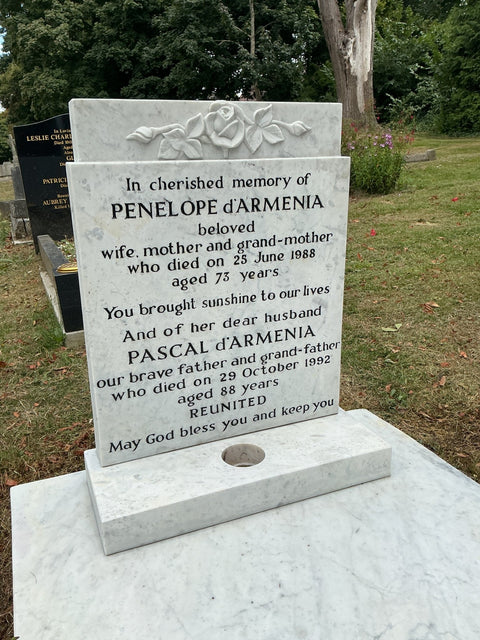 In cherished memory of
PENELOPE d'ARMENIA
beloved
wife, mother and grand-mother
who died on 25 June 1988
aged 73 years
You brought sunshine to our lives
And of her dear husband
PASCAL d'ARMENIA
our brave father and grand-father
who died on 29 October 1992
aged 88 years
REUNITED
May God bless you and keep you
LESLIE CHAR
Died
PATRIC
AUBREY